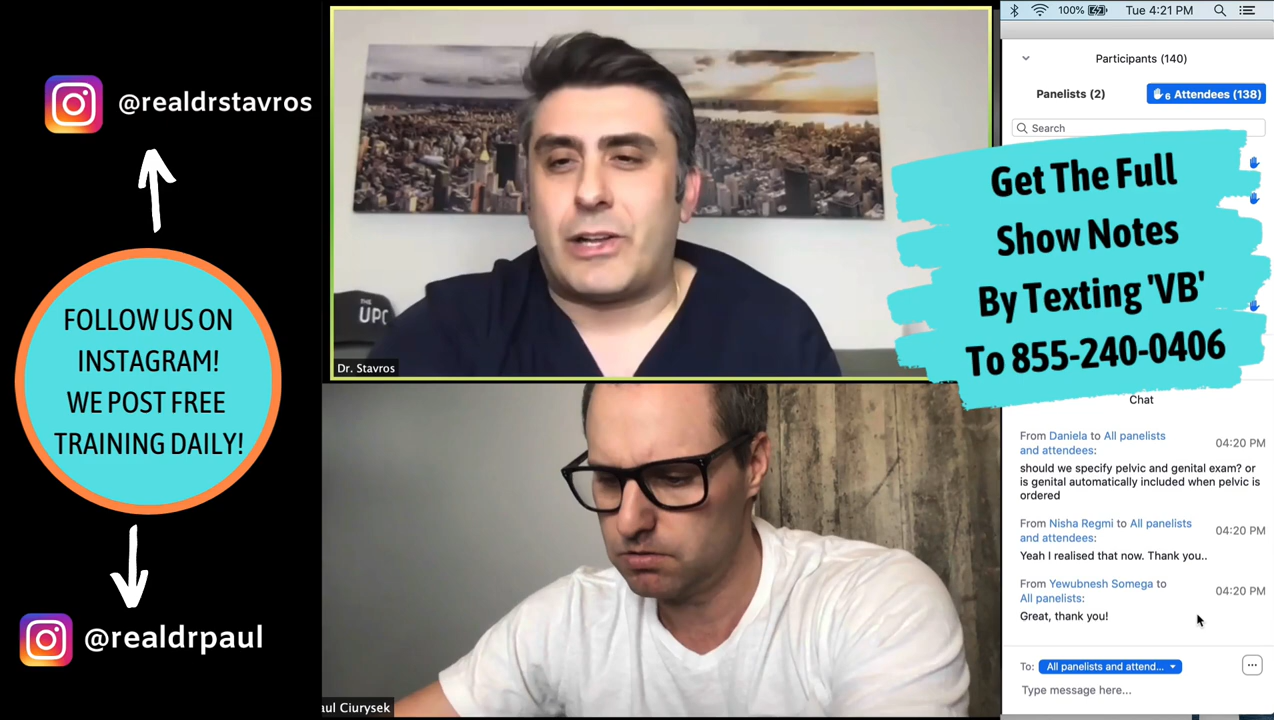 @realdrstavros
FOLLOW US ON
INSTAGRAM!
WE POST FREE
TRAINING DAILY!
@realdrpaul
THE
UPC
Dr. Stavros
aul Ciurysek
100%
Tue 4:21 PM
Participants (140)
Panelists (2)
6 Attendees (138)
Search
Get The Full
Show Notes
By Texting 'VB'
To 855-240-0406
Chat
From Daniela to All panelists
and attendees:
04:20 PM
should we specify pelvic and genital exam? or
is genital automatically included when pelvic is
ordered
From Nisha Regmi to All panelists
and attendees:
04:20 PM
Yeah I realised that now. Thank you..
From Yewubnesh Somega to
All panelists:
04:20 PM
Great, thank you!
To: All panelists and attend...
Type message here...